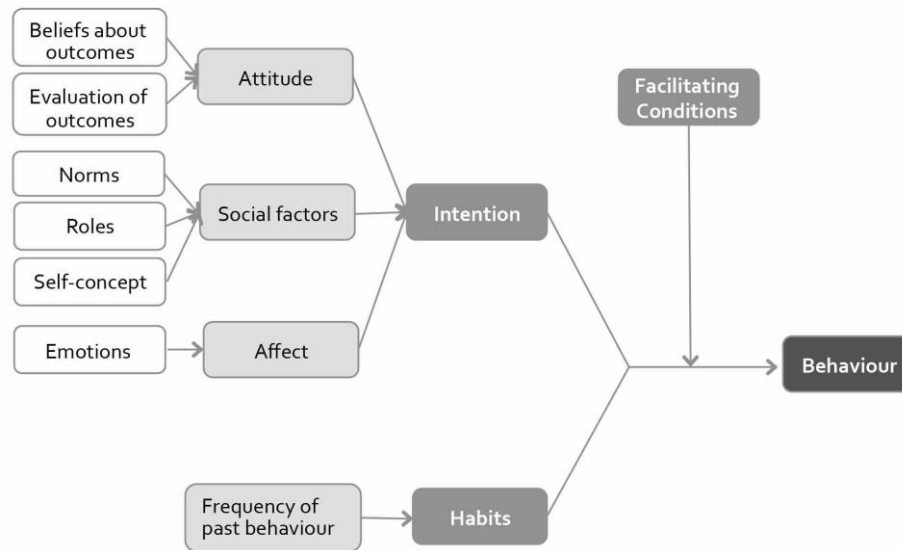 Beliefs about
outcomes
Evaluation of
outcomes
Attitude
Facilitating
Conditions
Norms
Roles
Self-concept
Social factors
Intention
Emotions
Affect
Behaviour
Frequency of
past behaviour
Habits